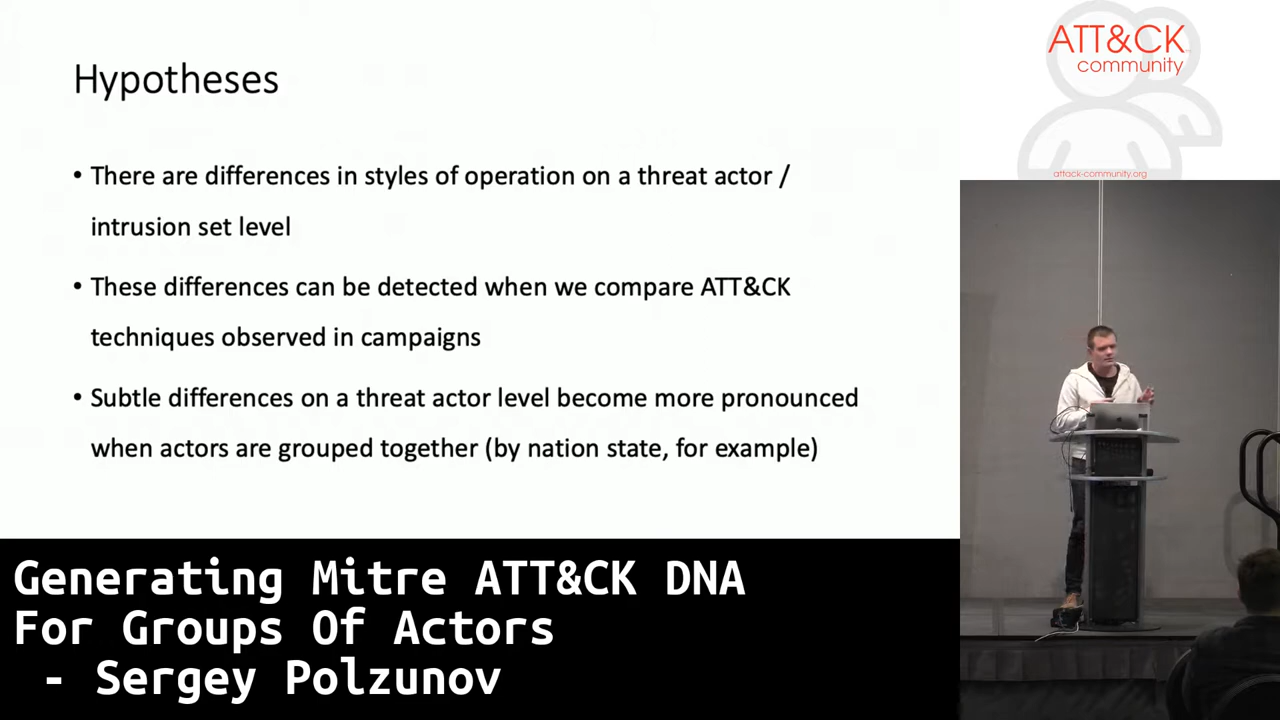 Hypotheses
• There are differences in styles of operation on a threat actor /
intrusion set level
• These differences can be detected when we compare ATT&CK
techniques observed in campaigns
• Subtle differences on a threat actor level become more pronounced
when actors are grouped together (by nation state, for example)
ATT&CK
community
attack-community.org
Generating Mitre ATT&CK DNA
For Groups Of Actors
- Sergey Polzunov